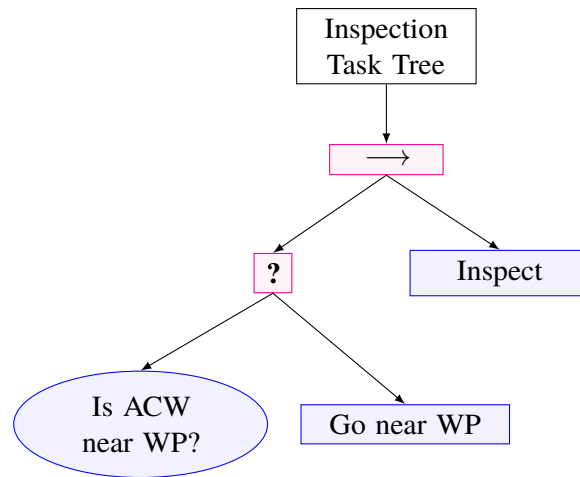 Inspection
Task Tree
⟶
?
Inspect
Is ACW
near WP?
Go near WP